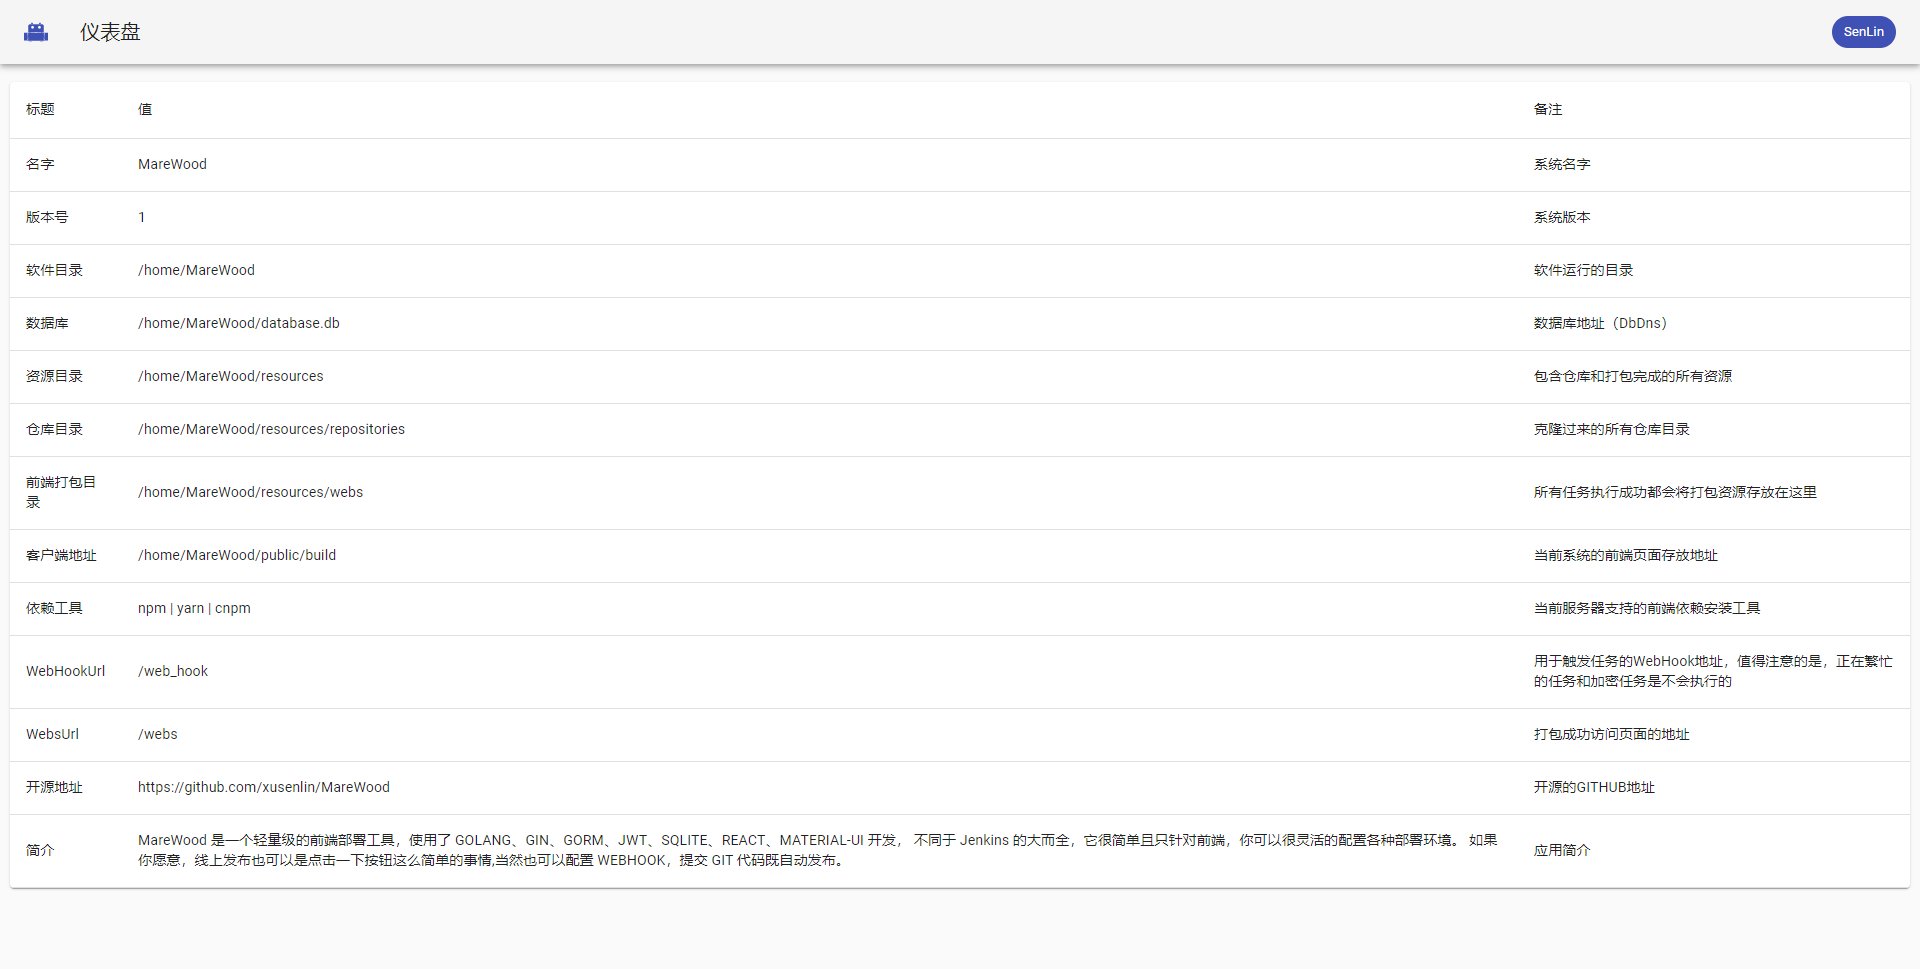 仪表盘
SenLin
标题 值 备注
名字 MareWood 系统名字
版本号 1 系统版本
软件目录 /home/MareWood 软件运行的目录
数据库 /home/MareWood/database.db 数据库地址（DbDns）
资源目录 /home/MareWood/resources 包含仓库和打包完成的所有资源
仓库目录 /home/MareWood/resources/repositories 克隆过来的所有仓库目录
前端打包目
录
/home/MareWood/resources/webs 所有任务执行成功都会将打包资源存放在这里
客户端地址 /home/MareWood/public/build 当前系统的前端页面存放地址
依赖工具 npm | yarn | cnpm 当前服务器支持的前端依赖安装工具
WebHookUrl /web_hook
用于触发任务的WebHook地址，值得注意的是，正在繁忙
的任务和加密任务是不会执行的
WebsUrl /webs 打包成功访问页面的地址
开源地址 https://github.com/xusenlin/MareWood 开源的GITHUB地址
简介
MareWood 是一个轻量级的前端部署工具，使用了 GOLANG、GIN、GORM、JWT、SQLITE、REACT、MATERIAL-UI 开发， 不同于 Jenkins 的大而全，它很简单且只针对前端，你可以很灵活的配置各种部署环境。 如果
你愿意，线上发布也可以是点击一下按钮这么简单的事情,当然也可以配置 WEBHOOK，提交 GIT 代码既自动发布。
应用简介